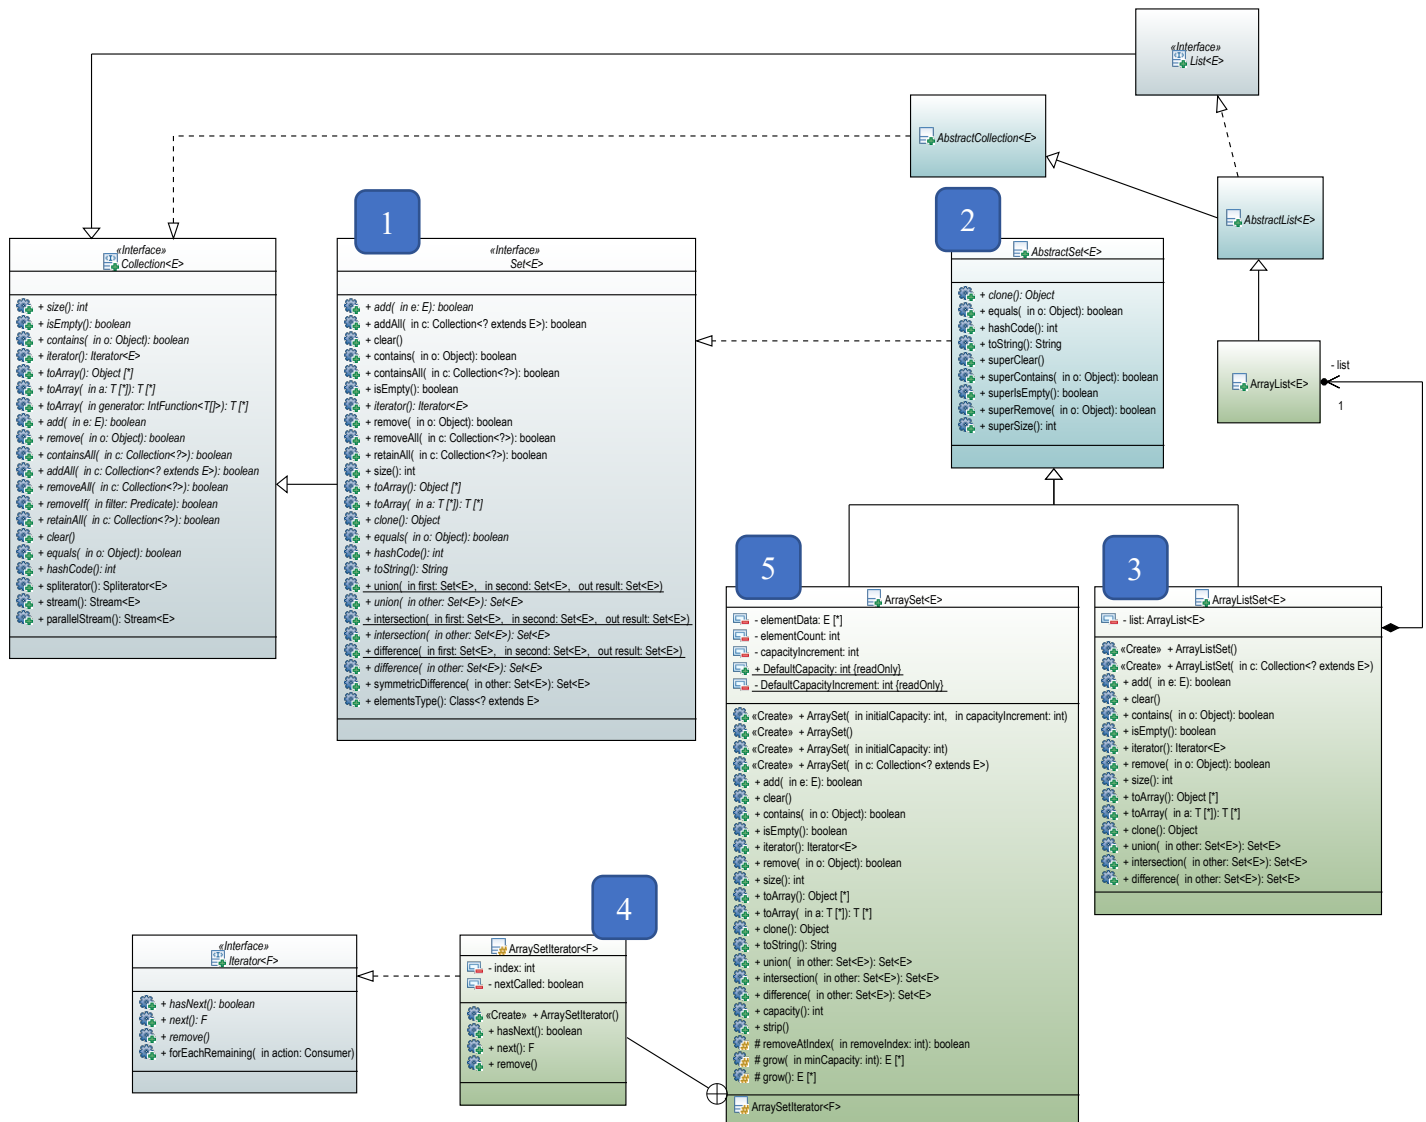 «Interface»
List<E>
AbstractCollection<E>
AbstractList<E>
- list
1
ArrayList<E>
«Interface»
Collection<E>
+ size(): int
+ isEmpty(): boolean
+ contains( in o: Object): boolean
+ iterator(): Iterator<E>
+ toArray(): Object [*]
+ toArray( in a: T [*]): T [*]
+ toArray( in generator: IntFunction<T[]>): T [*]
+ add( in e: E): boolean
+ remove( in o: Object): boolean
+ containsAll( in c: Collection<?>): boolean
+ addAll( in c: Collection<? extends E>): boolean
+ removeAll( in c: Collection<?>): boolean
+ removeIf( in filter: Predicate): boolean
+ retainAll( in c: Collection<?>): boolean
+ clear()
+ equals( in o: Object): boolean
+ hashCode(): int
+ spliterator(): Spliterator<E>
+ stream(): Stream<E>
+ parallelStream(): Stream<E>
1
«Interface»
Set<E>
+ add( in e: E): boolean
+ addAll( in c: Collection<? extends E>): boolean
+ clear()
+ contains( in o: Object): boolean
+ containsAll( in c: Collection<?>): boolean
+ isEmpty(): boolean
+ iterator(): Iterator<E>
+ remove( in o: Object): boolean
+ removeAll( in c: Collection<?>): boolean
+ retainAll( in c: Collection<?>): boolean
+ size(): int
+ toArray(): Object [*]
+ toArray( in a: T [*]): T [*]
+ clone(): Object
+ equals( in o: Object): boolean
+ hashCode(): int
+ toString(): String
+ union( in first: Set<E>, in second: Set<E>, out result: Set<E>)
+ union( in other: Set<E>): Set<E>
+ intersection( in first: Set<E>, in second: Set<E>, out result: Set<E>)
+ intersection( in other: Set<E>): Set<E>
+ difference( in first: Set<E>, in second: Set<E>, out result: Set<E>)
+ difference( in other: Set<E>): Set<E>
+ symmetricDifference( in other: Set<E>): Set<E>
+ elementsType(): Class<? extends E>
2
AbstractSet<E>
+ clone(): Object
+ equals( in o: Object): boolean
+ hashCode(): int
+ toString(): String
+ superClear()
+ superContains( in o: Object): boolean
+ superIsEmpty(): boolean
+ superRemove( in o: Object): boolean
+ superSize(): int
5
ArraySet<E>
- elementData: E [*]
- elementCount: int
- capacityIncrement: int
+ DefaultCapacity: int {readOnly}
- DefaultCapacityIncrement: int {readOnly}
«Create» + ArraySet( in initialCapacity: int, in capacityIncrement: int)
«Create» + ArraySet()
«Create» + ArraySet( in initialCapacity: int)
«Create» + ArraySet( in c: Collection<? extends E>)
+ add( in e: E): boolean
+ clear()
+ contains( in o: Object): boolean
+ isEmpty(): boolean
+ iterator(): Iterator<E>
+ remove( in o: Object): boolean
+ size(): int
+ toArray(): Object [*]
+ toArray( in a: T [*]): T [*]
+ clone(): Object
+ toString(): String
+ union( in other: Set<E>): Set<E>
+ intersection( in other: Set<E>): Set<E>
+ difference( in other: Set<E>): Set<E>
+ capacity(): int
+ strip()
# removeAtIndex( in removeIndex: int): boolean
# grow( in minCapacity: int): E [*]
# grow(): E [*]
ArraySetIterator<F>
3
ArrayListSet<E>
- list: ArrayList<E>
«Create» + ArrayListSet()
«Create» + ArrayListSet( in c: Collection<? extends E>)
+ add( in e: E): boolean
+ clear()
+ contains( in o: Object): boolean
+ isEmpty(): boolean
+ iterator(): Iterator<E>
+ remove( in o: Object): boolean
+ size(): int
+ toArray(): Object [*]
+ toArray( in a: T [*]): T [*]
+ clone(): Object
+ union( in other: Set<E>): Set<E>
+ intersection( in other: Set<E>): Set<E>
+ difference( in other: Set<E>): Set<E>
«Interface»
Iterator<F>
+ hasNext(): boolean
+ next(): F
+ remove()
+ forEachRemaining( in action: Consumer)
4
ArraySetIterator<F>
- index: int
- nextCalled: boolean
«Create» + ArraySetIterator()
+ hasNext(): boolean
+ next(): F
+ remove()